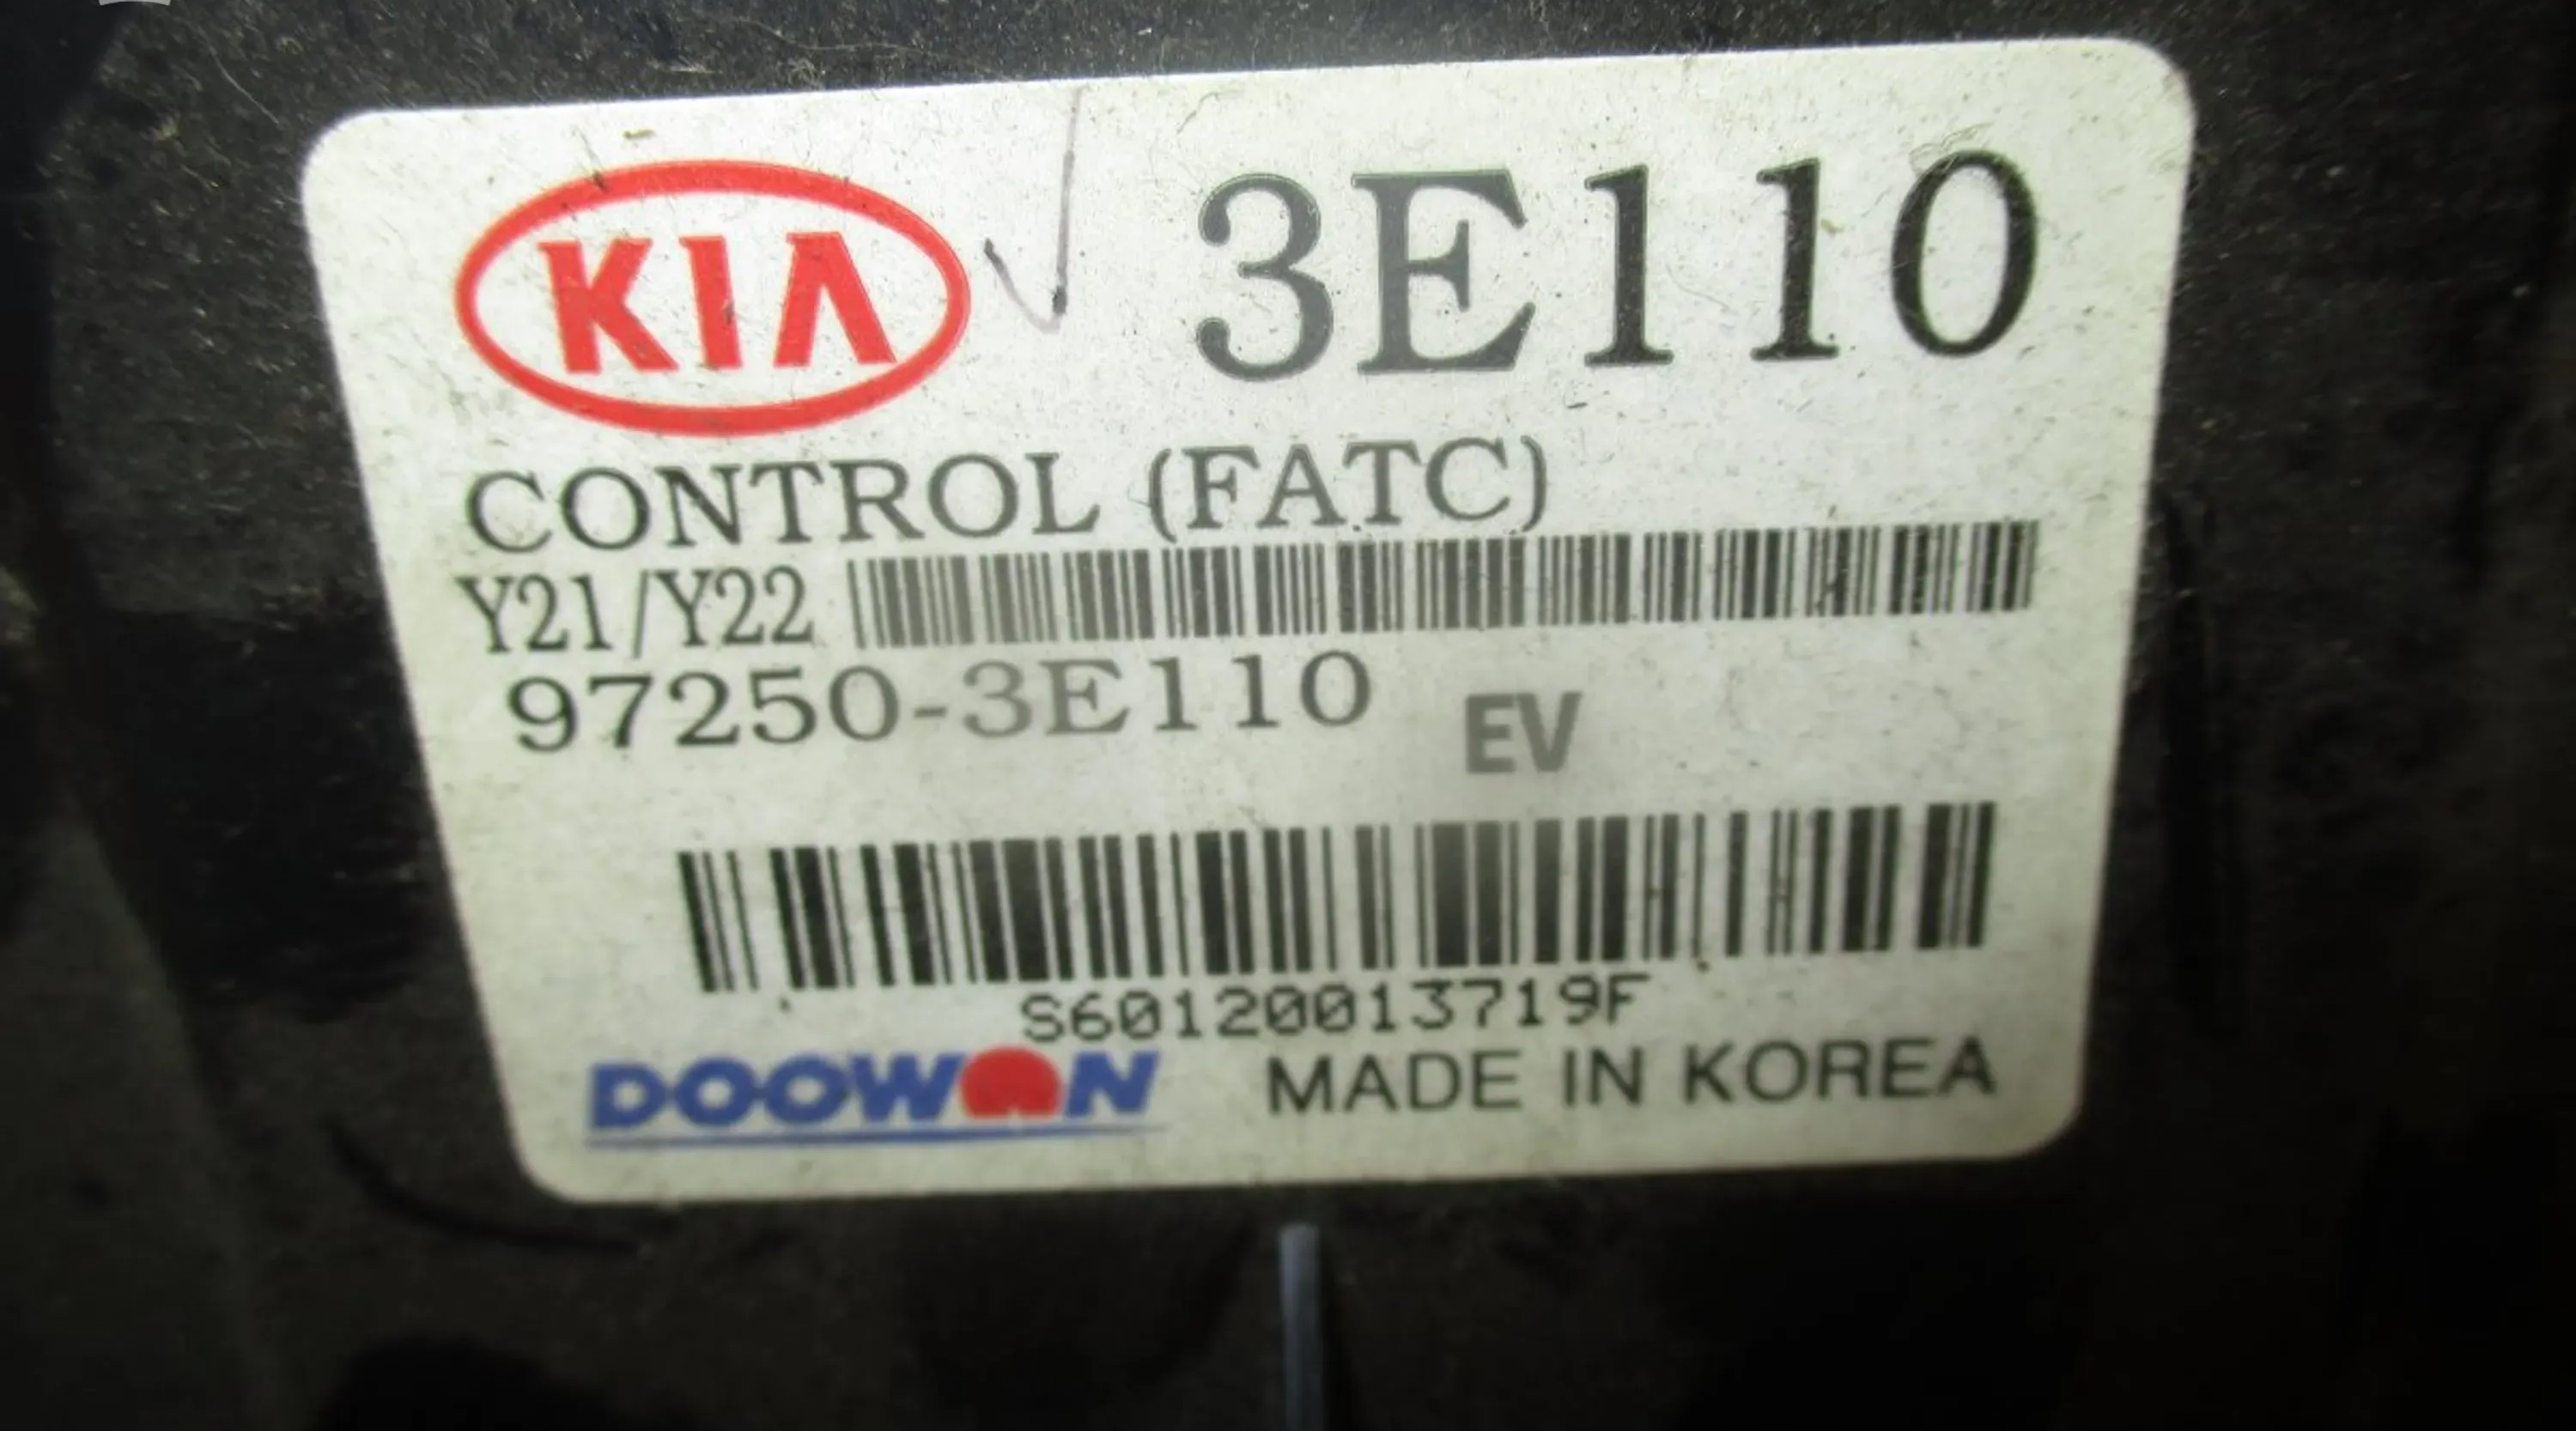 KIA 3E110
CONTROL (FATC)
Y21/Y22
97250-3E110 EV
S60120013719F
DOOWON MADE IN KOREA